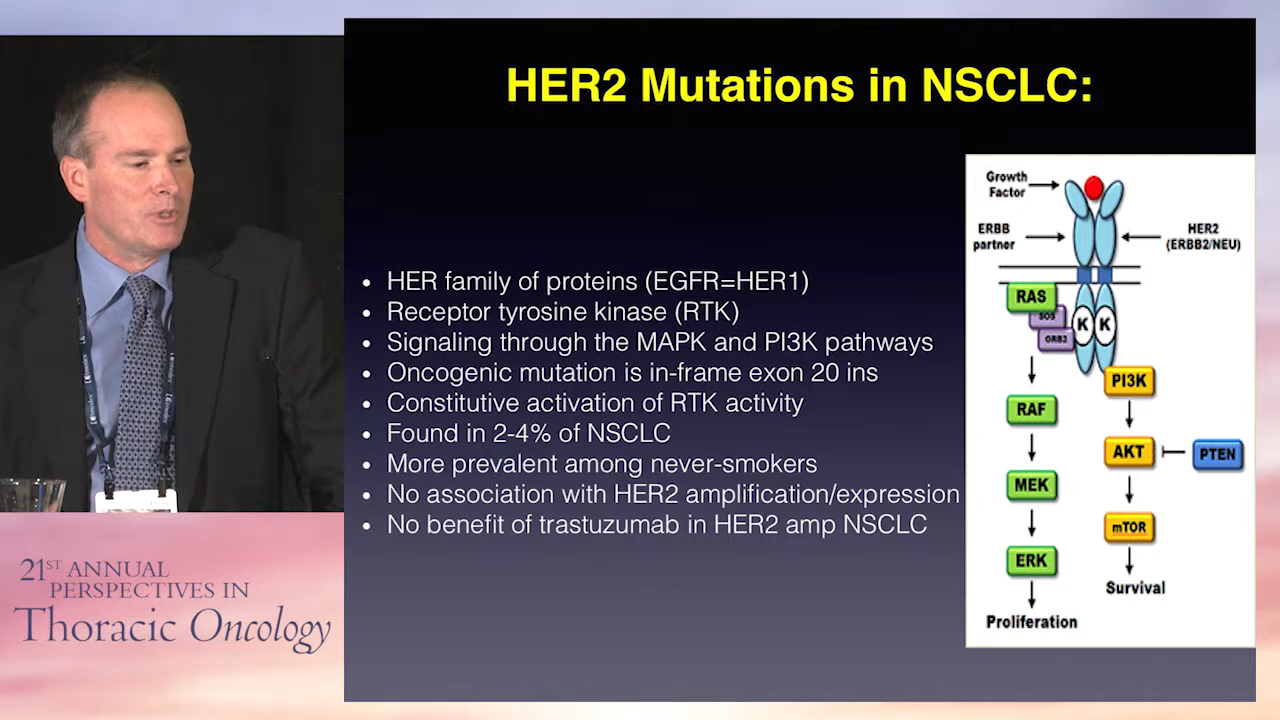 HER2 Mutations in NSCLC:
• HER family of proteins (EGFR=HER1)
• Receptor tyrosine kinase (RTK)
• Signaling through the MAPK and PI3K pathways
• Oncogenic mutation is in-frame exon 20 ins
• Constitutive activation of RTK activity
• Found in 2-4% of NSCLC
• More prevalent among never-smokers
• No association with HER2 amplification/expression
• No benefit of trastuzumab in HER2 amp NSCLC
Growth
Factor
ERBB
partner
HER2
(ERBB2/NEU)
RAS
SOS
GRB2
K K
PI3K
RAF
AKT
PTEN
MEK
mTOR
ERK
Survival
Proliferation
21ST ANNUAL
PERSPECTIVES IN
Thoracic Oncology